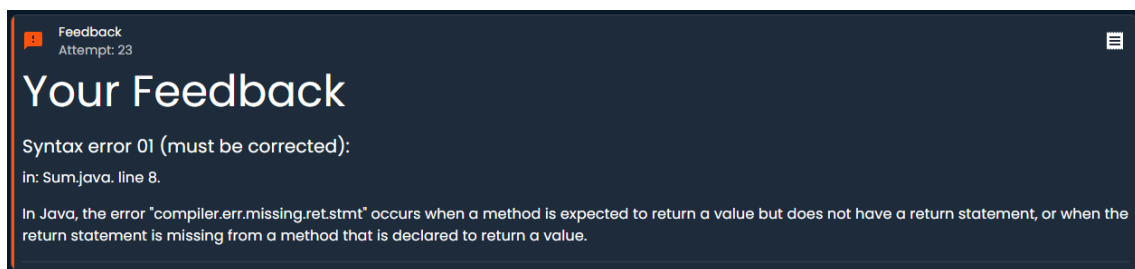 Feedback
Attempt: 23
Your Feedback
Syntax error 01 (must be corrected):
in: Sum.java. line 8.
In Java, the error "compiler.err.missing.ret.stmt" occurs when a method is expected to return a value but does not have a return statement, or when the
return statement is missing from a method that is declared to return a value.